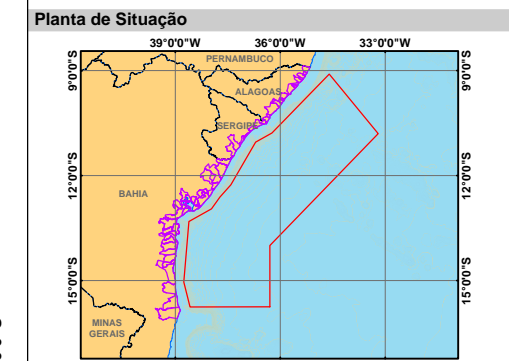 Planta de Situação
39°0'0"W 36°0'0"W 33°0'0"W
PERNAMBUCO
9°0'0"S 9°0'0"S
ALAGOAS
SERGIPE
12°0'0"S 12°0'0"S
BAHIA
15°0'0"S 15°0'0"S
MINAS
GERAIS